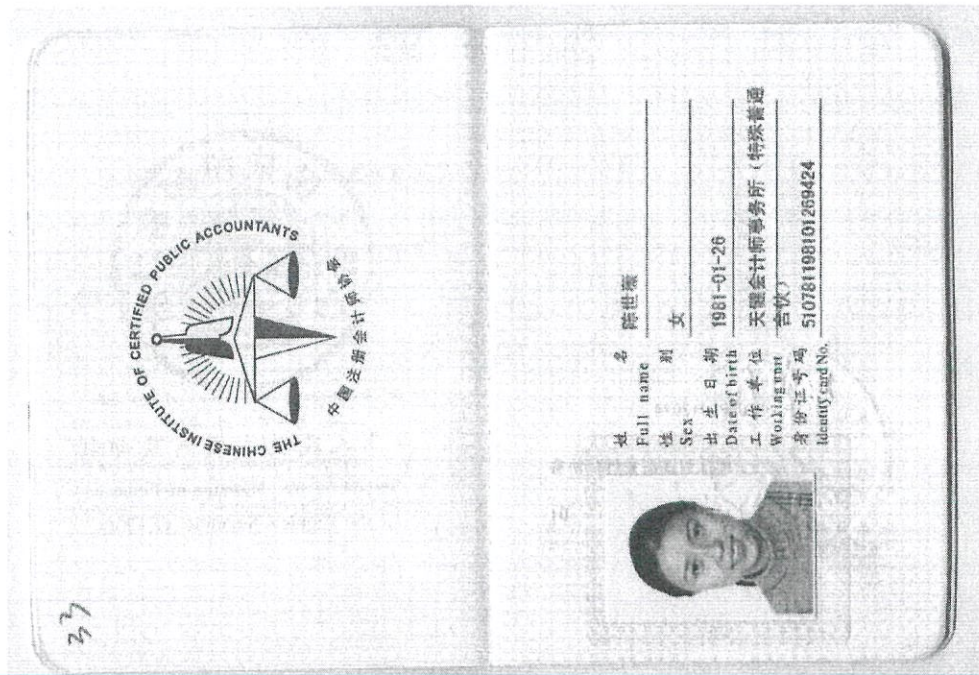 33
THE CHINESE INSTITUTE OF CERTIFIED PUBLIC ACCOUNTANTS
中国注册会计师协会
姓 名 陈世薇
Full name
性 别 女
Sex
出生日期 1981-01-26
Date of birth
工作单位 天健会计师事务所（特殊普通
Working unit 合伙）
身份证号码 510781198101269424
Identity card No.